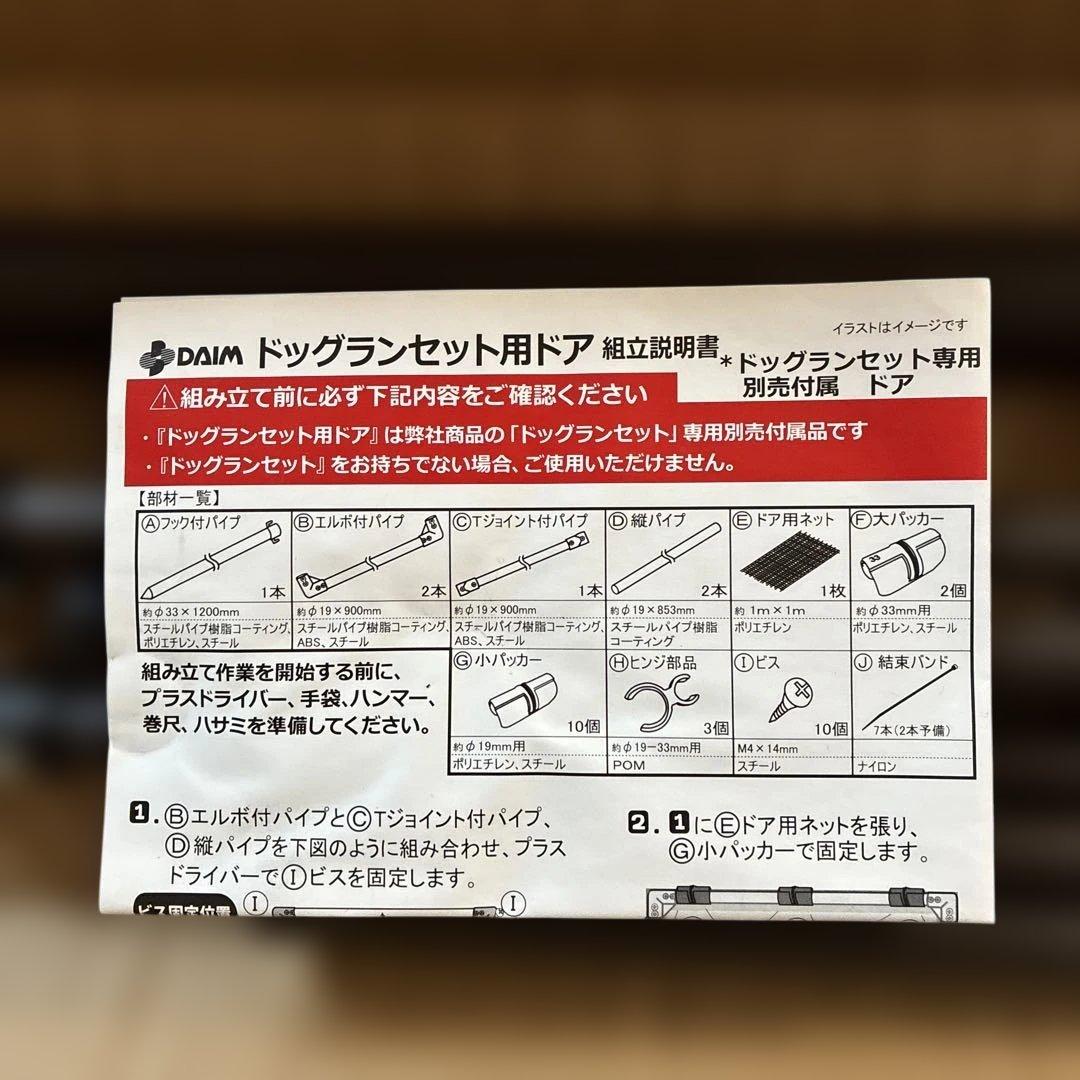 イラストはイメージです
DAIM ドッグランセット用ドア 組立説明書
*ドッグランセット専用
別売付属 ドア
⚠組み立て前に必ず下記内容をご確認ください
・『ドッグランセット用ドア』は弊社商品の「ドッグランセット」専用別売付属品です
・『ドッグランセット』をお持ちでない場合、ご使用いただけません。
【部材一覧】
Ⓐフック付パイプ
1本
約φ33×1200mm
スチールパイプ樹脂コーティング、
ポリエチレン、スチール
Ⓑエルボ付パイプ
2本
約φ19×900mm
スチールパイプ樹脂コーティング、
ABS、スチール
ⒸTジョイント付パイプ
1本
約φ19×900mm
スチールパイプ樹脂コーティング、
ABS、スチール
Ⓓ縦パイプ
2本
約φ19×853mm
スチールパイプ樹脂
コーティング
Ⓔドア用ネット
1枚
約1m×1m
ポリエチレン
Ⓕ大パッカー
33
2個
約φ33mm用
ポリエチレン、スチール
組み立て作業を開始する前に、
プラスドライバー、手袋、ハンマー、
巻尺、ハサミを準備してください。
Ⓖ小パッカー
10個
約φ19mm用
ポリエチレン、スチール
Ⓗヒンジ部品
3個
約φ19−33mm用
POM
Ⓘビス
10個
M4×14mm
スチール
Ⓙ結束バンド
7本(2本予備)
ナイロン
1.Ⓑエルボ付パイプとⒸTジョイント付パイプ、
Ⓓ縦パイプを下図のように組み合わせ、プラス
ドライバーでⒾビスを固定します。
ビス固定位置
Ⓘ
Ⓘ
2.1にⒺドア用ネットを張り、
Ⓖ小パッカーで固定します。